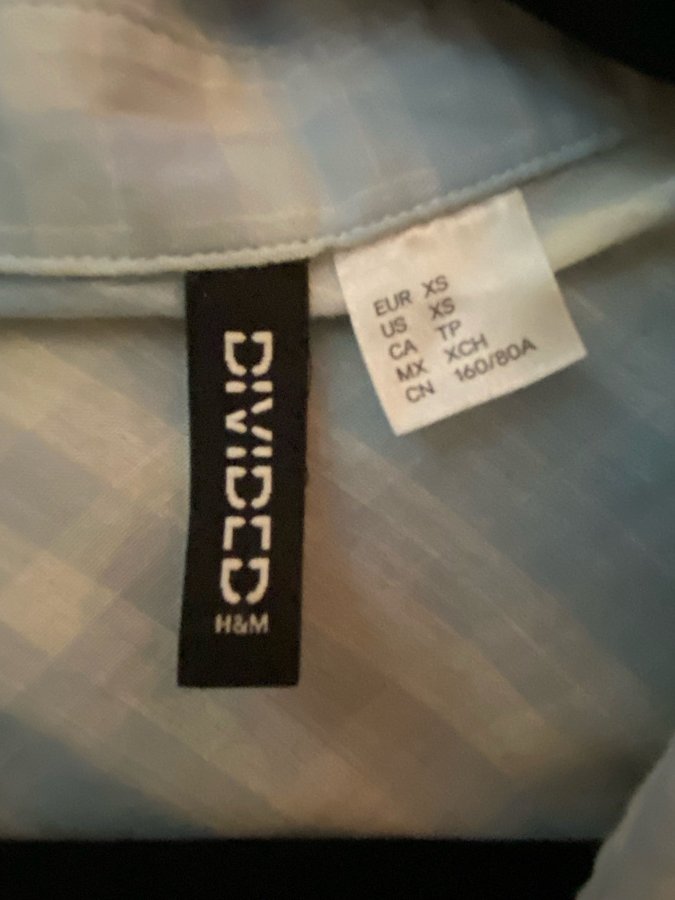 DIVIDED
H&M
EUR XS
US XS
CA TP
MX XCH
CN 160/80A